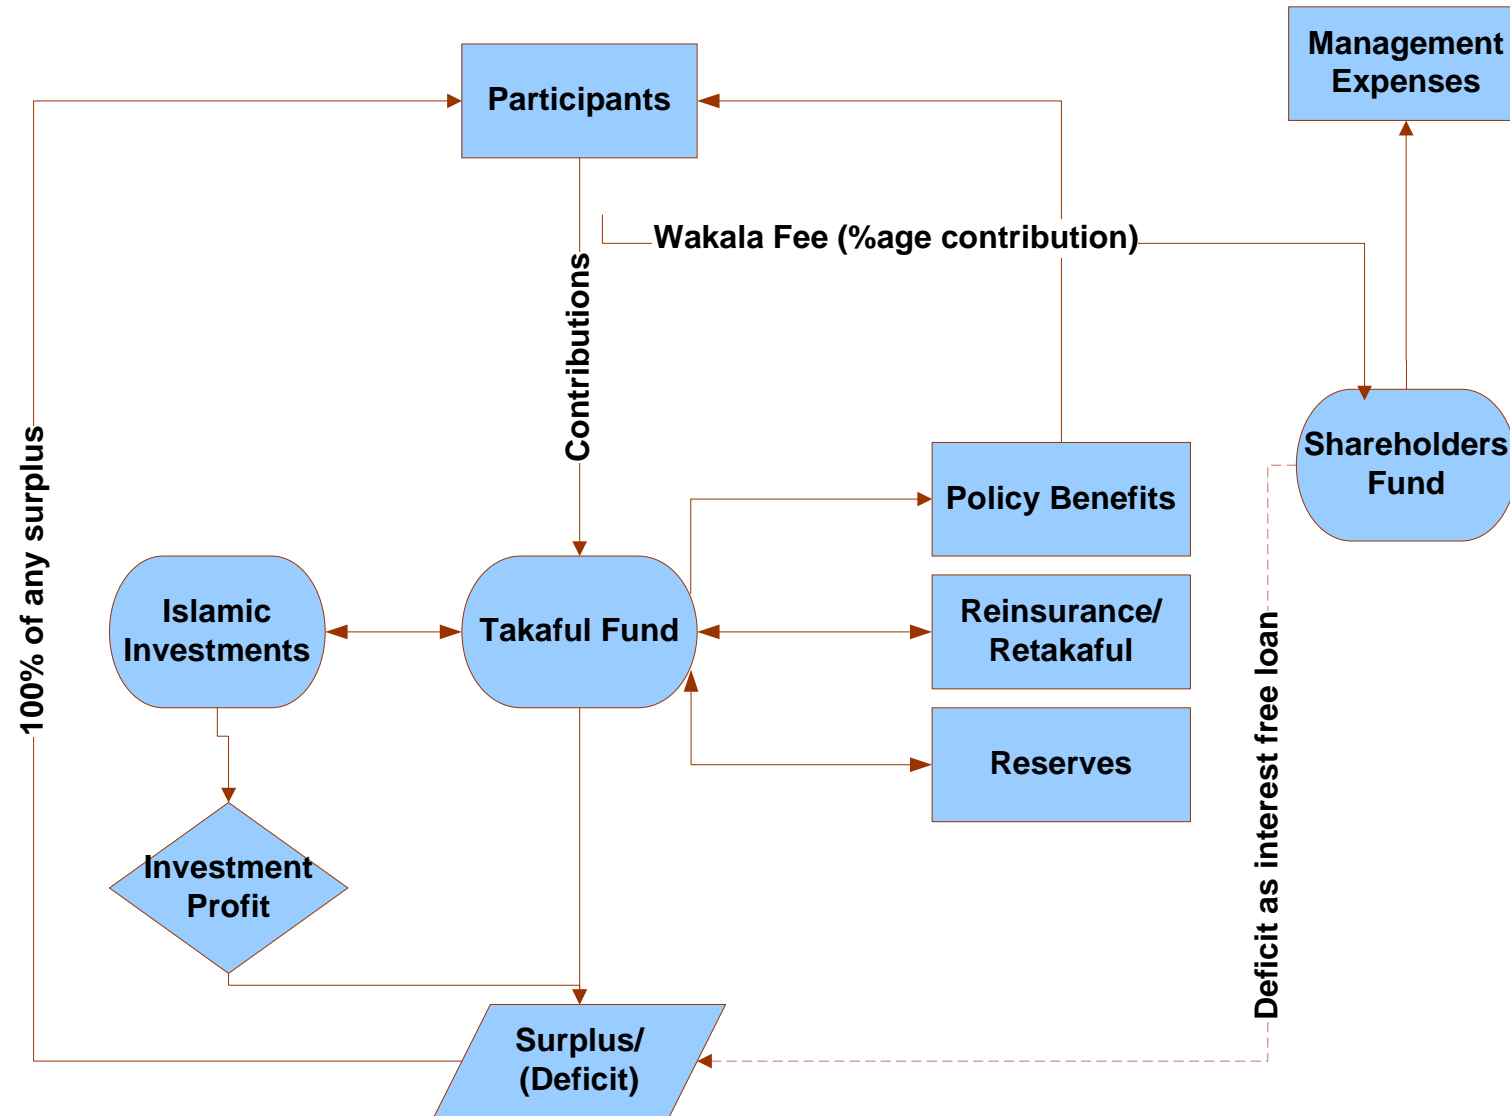 Management
Expenses
Participants
Wakala Fee (%age contribution)
Contributions
100% of any surplus
Shareholders
Fund
Policy Benefits
Islamic
Investments
Takaful Fund
Reinsurance/
Retakaful
Reserves
Deficit as interest free loan
Investment
Profit
Surplus/
(Deficit)